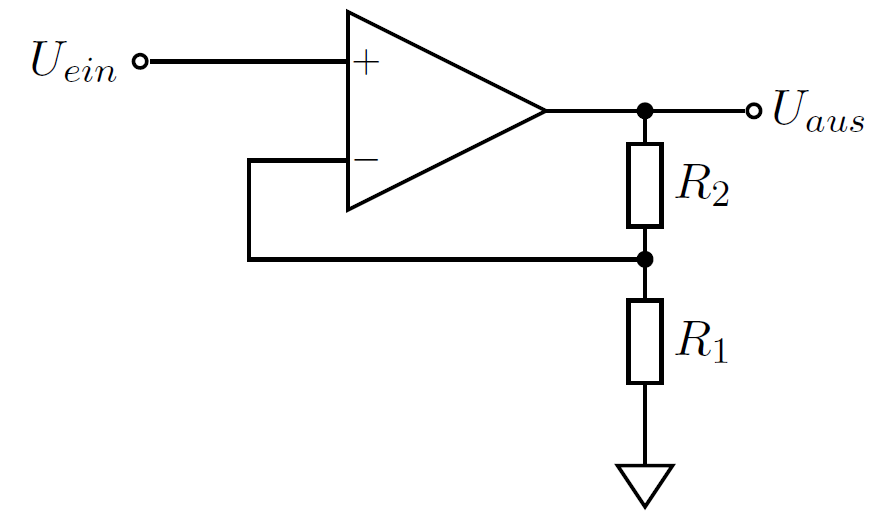 U_ein
+
U_aus
−
R_2
R_1